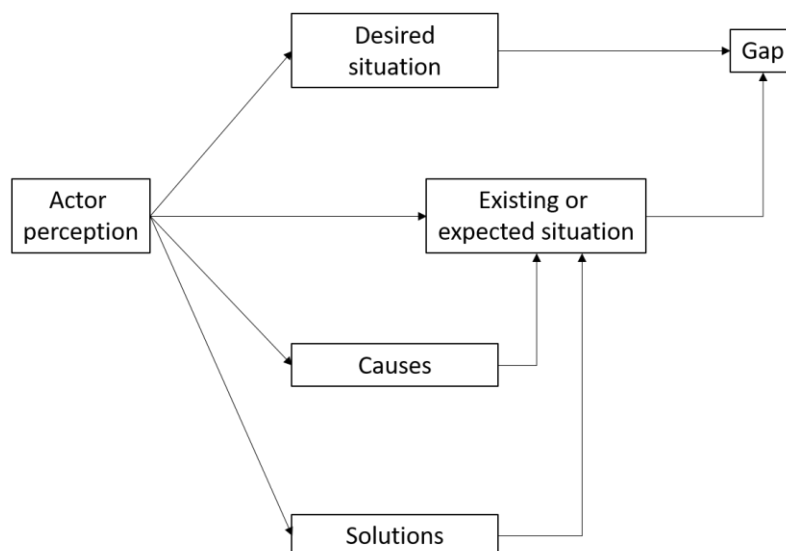 Desired
situation
Gap
Actor
perception
Existing or
expected situation
Causes
Solutions